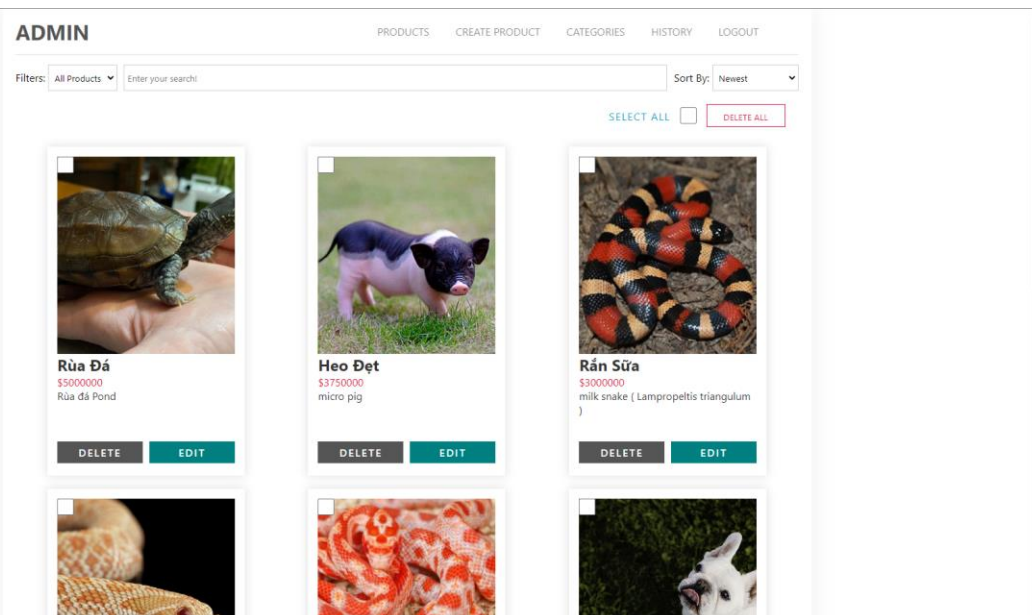 ADMIN
PRODUCTS CREATE PRODUCT CATEGORIES HISTORY LOGOUT
Filters: All Products Enter your search! Sort By: Newest
SELECT ALL DELETE ALL
Rùa Đá
$5000000
Rùa đá Pond
DELETE EDIT
Heo Đẹt
$3750000
micro pig
DELETE EDIT
Rắn Sữa
$3000000
milk snake ( Lampropeltis triangulum
)
DELETE EDIT